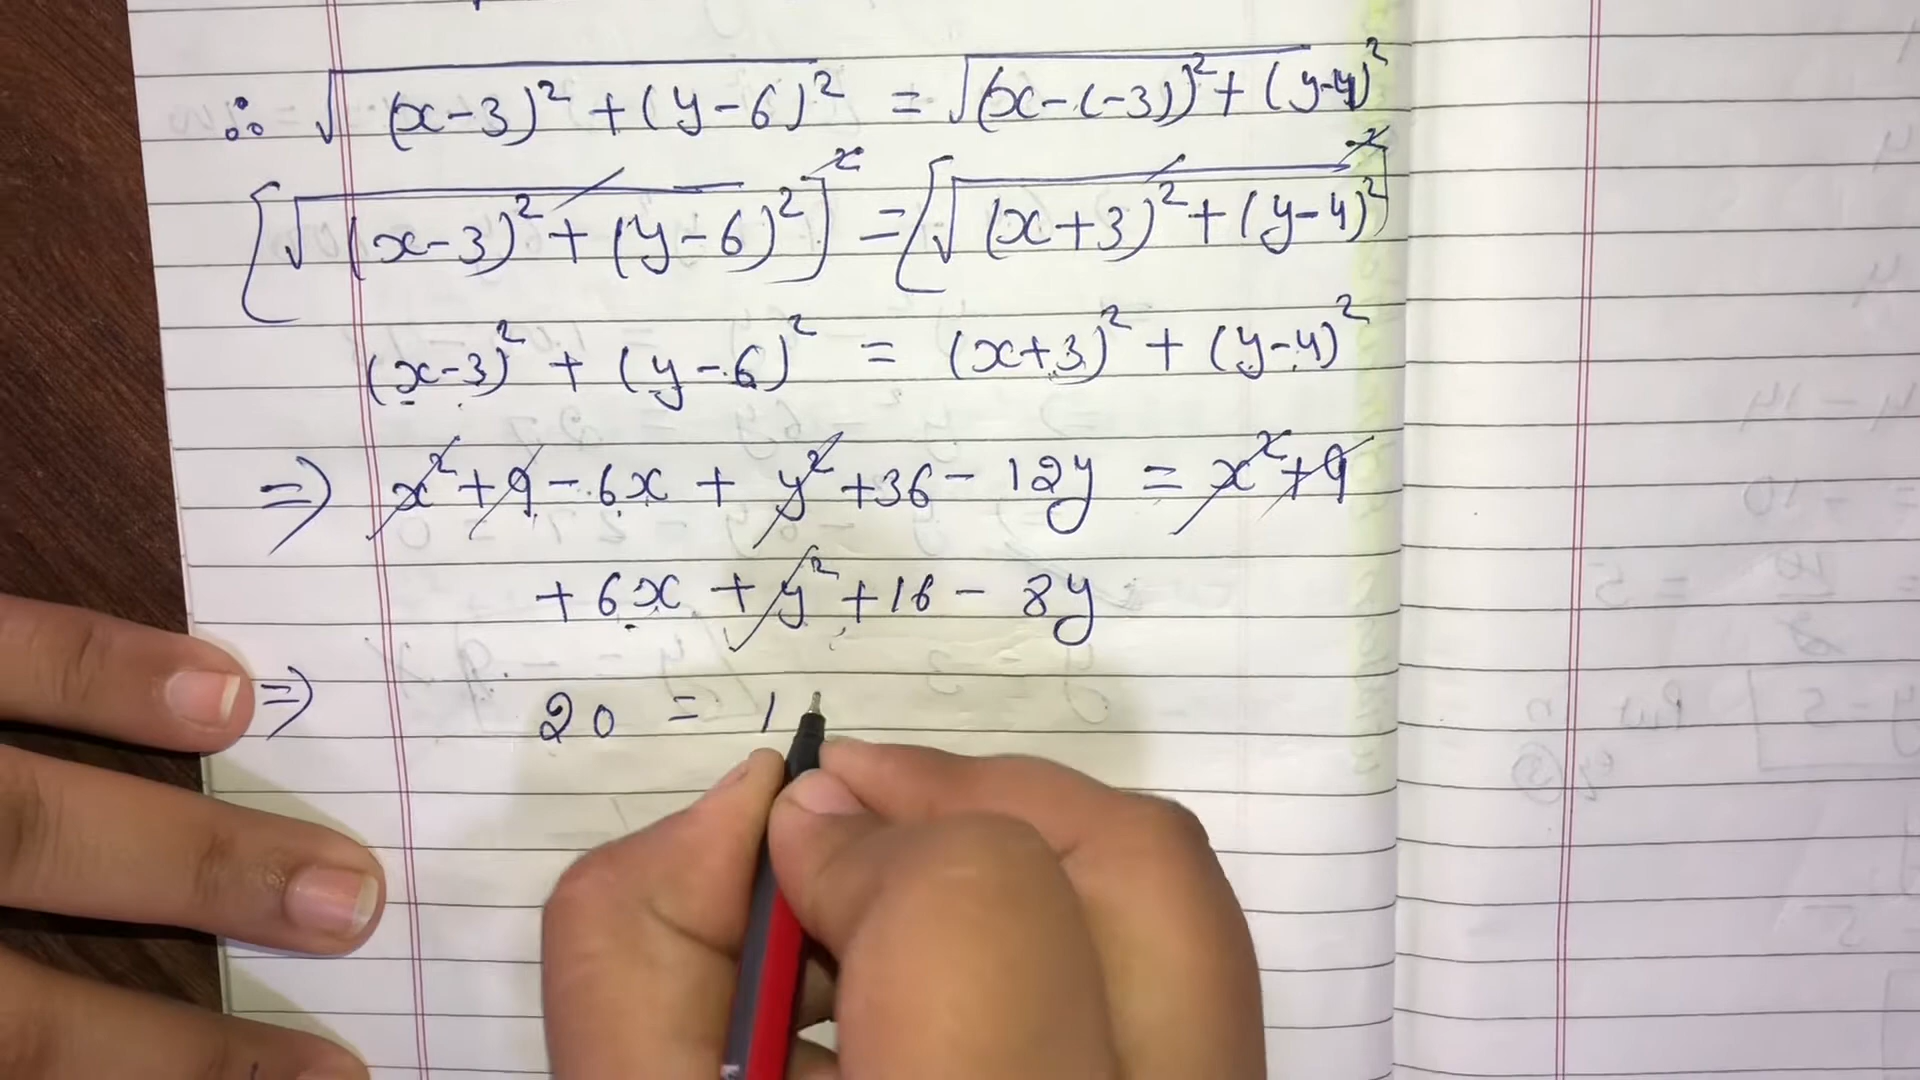 ∴ √(x-3)² + (y-6)² = √(x-(-3))² + (y-4)²
[√(x-3)² + (y-6)²]² = [√(x+3)² + (y-4)²]²
(x-3)² + (y-6)² = (x+3)² + (y-4)²
⇒ x² + 9 - 6x + y² + 36 - 12y = x² + 9
+ 6x + y² + 16 - 8y
⇒ 20 = 1